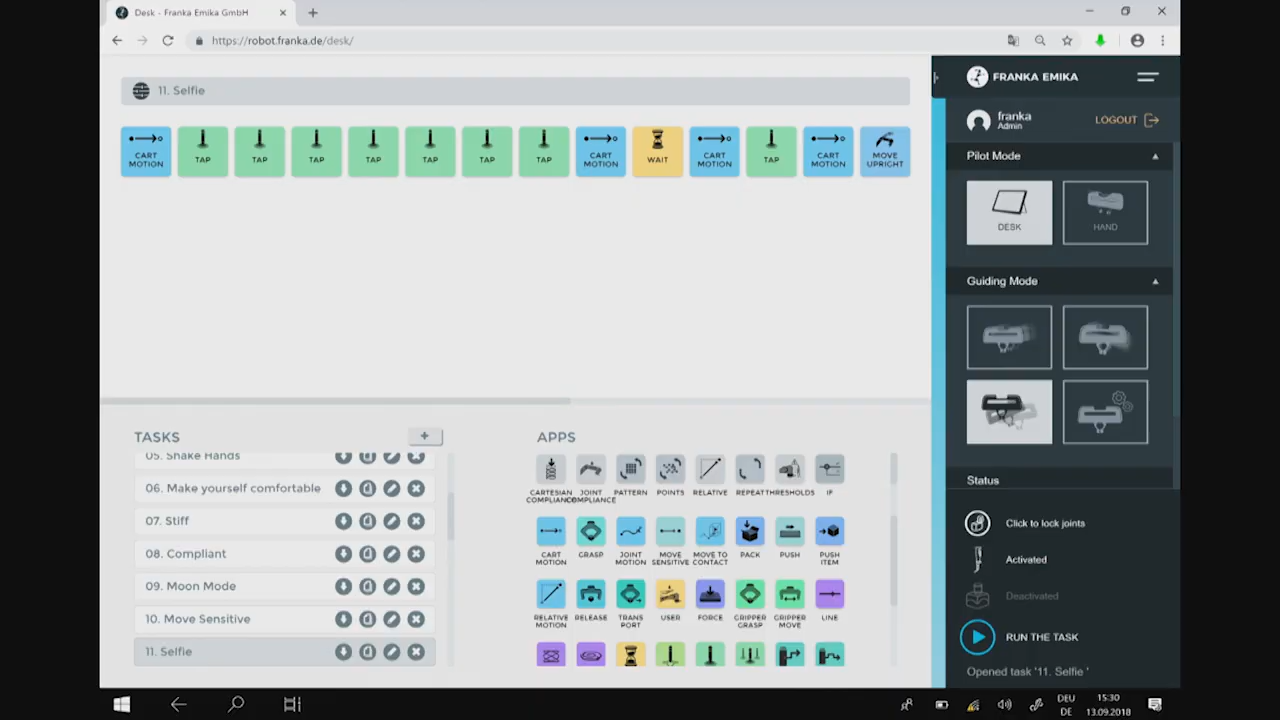 Desk - Franka Emika GmbH
https://robot.franka.de/desk/
11. Selfie
CART MOTION
TAP
TAP
TAP
TAP
TAP
TAP
TAP
CART MOTION
WAIT
CART MOTION
TAP
CART MOTION
MOVE UPRIGHT
FRANKA EMIKA
franka
Admin
LOGOUT
Pilot Mode
DESK
HAND
Guiding Mode
Status
Click to lock joints
Activated
Deactivated
RUN THE TASK
Opened task '11. Selfie '
TASKS
05. Shake Hands
06. Make yourself comfortable
07. Stiff
08. Compliant
09. Moon Mode
10. Move Sensitive
11. Selfie
APPS
CARTESIAN COMPLIANCE
JOINT COMPLIANCE
PATTERN
POINTS
RELATIVE
REPEAT
THRESHOLDS
IF
CART MOTION
GRASP
JOINT MOTION
MOVE SENSITIVE
MOVE TO CONTACT
PACK
PUSH
PUSH ITEM
RELATIVE MOTION
RELEASE
TRANS PORT
USER
FORCE
GRIPPER GRASP
GRIPPER MOVE
LINE
DEU
DE
15:30
13.09.2018